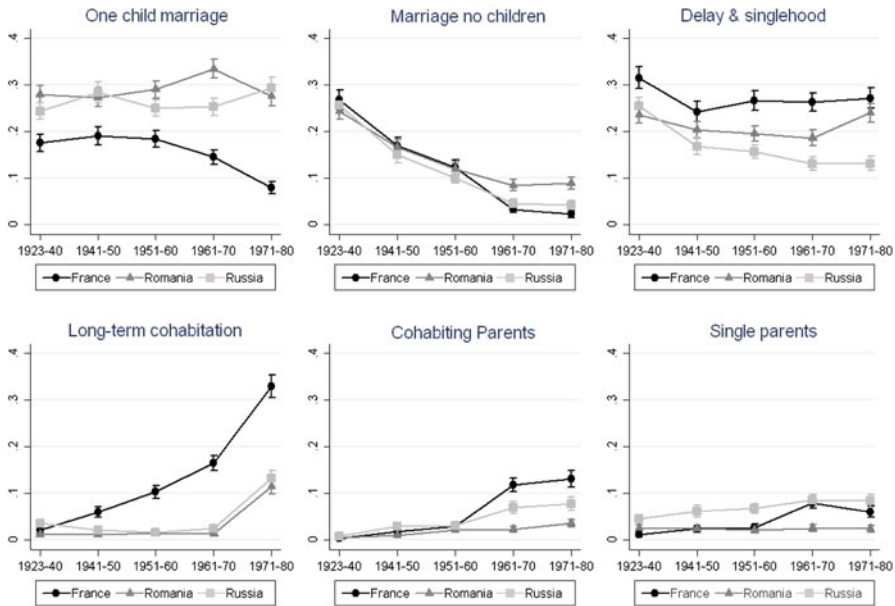 One child marriage
Marriage no children
Delay & singlehood
.4
.3
.2
.1
0
1923-40 1941-50 1951-60 1961-70 1971-80
France Romania Russia
.4
.3
.2
.1
0
1923-40 1941-50 1951-60 1961-70 1971-80
France Romania Russia
.4
.3
.2
.1
0
1923-40 1941-50 1951-60 1961-70 1971-80
France Romania Russia
Long-term cohabitation
Cohabiting Parents
Single parents
.4
.3
.2
.1
0
1923-40 1941-50 1951-60 1961-70 1971-80
France Romania Russia
.4
.3
.2
.1
0
1923-40 1941-50 1951-60 1961-70 1971-80
France Romania Russia
.4
.3
.2
.1
0
1923-40 1941-50 1951-60 1961-70 1971-80
France Romania Russia